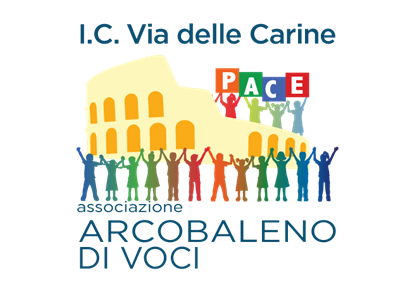 I.C. Via delle Carine
PACE
associazione
ARCOBALENO
DI VOCI